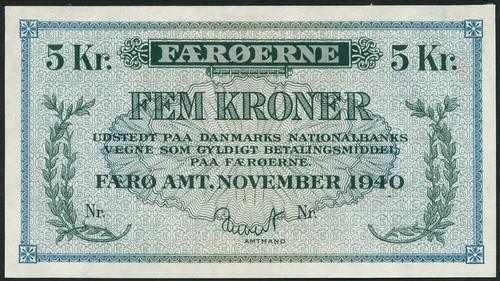 5 Kr. FÆRØERNE 5 Kr.
FEM KRONER
UDSTEDT PAA DANMARKS NATIONALBANKS
VEGNE SOM GYLDIGT BETALINGSMIDDEL
PAA FÆRØERNE.
FÆRØ AMT, NOVEMBER 1940
Nr. Nr.
AMTMAND